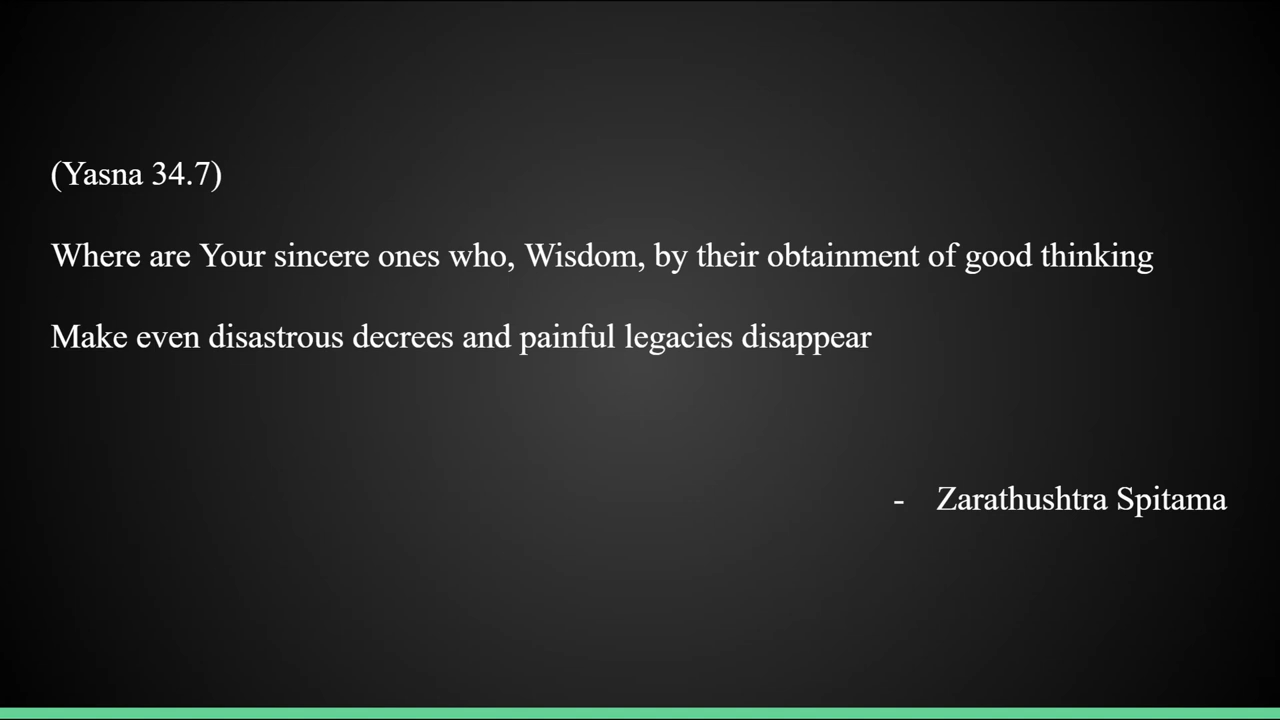 (Yasna 34.7)
Where are Your sincere ones who, Wisdom, by their obtainment of good thinking
Make even disastrous decrees and painful legacies disappear
- Zarathushtra Spitama